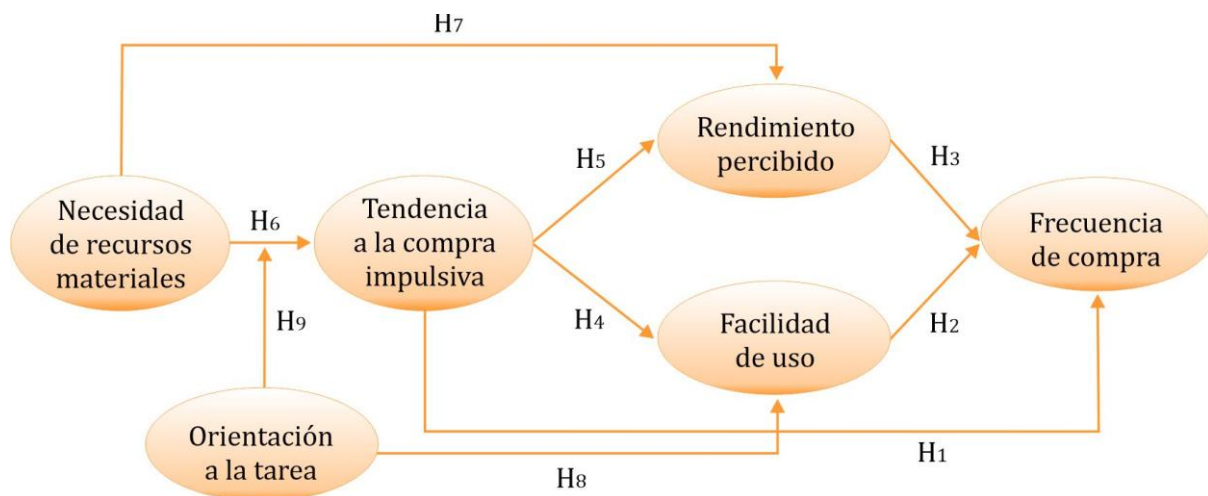 H7
Rendimiento
percibido
H5
H3
Necesidad
de recursos
materiales
H6
Tendencia
a la compra
impulsiva
Frecuencia
de compra
H9
H4
Facilidad
de uso
H2
Orientación
a la tarea
H8
H1